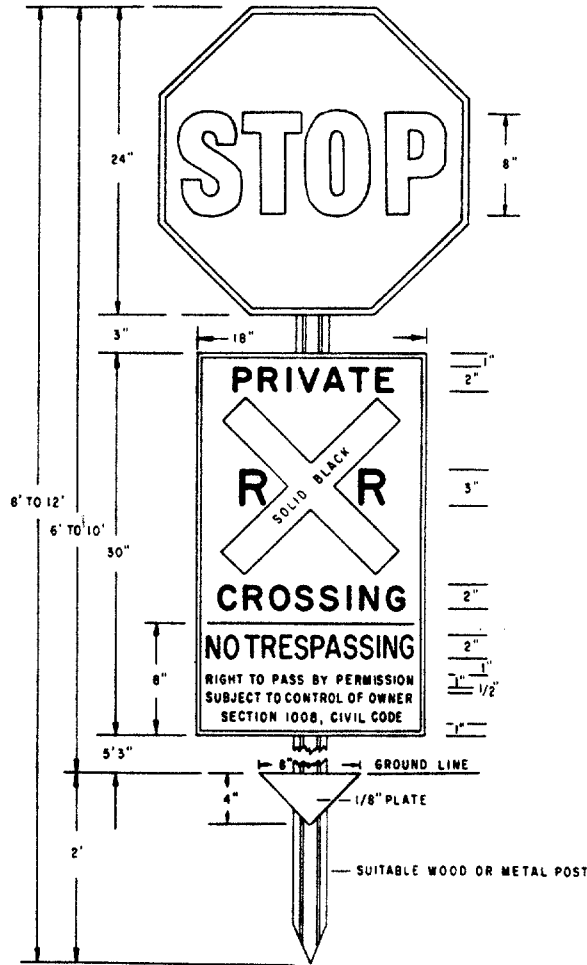 24"
STOP
8"
3"
18"
PRIVATE
1"
2"
R R
SOLID BLACK
3"
8' TO 12'
6' TO 10'
30"
CROSSING
2"
NO TRESPASSING
2"
8"
RIGHT TO PASS BY PERMISSION
1"
SUBJECT TO CONTROL OF OWNER
1"
1/2"
SECTION 1008, CIVIL CODE
1"
5'3"
8"
GROUND LINE
4"
1/8" PLATE
2'
SUITABLE WOOD OR METAL POST